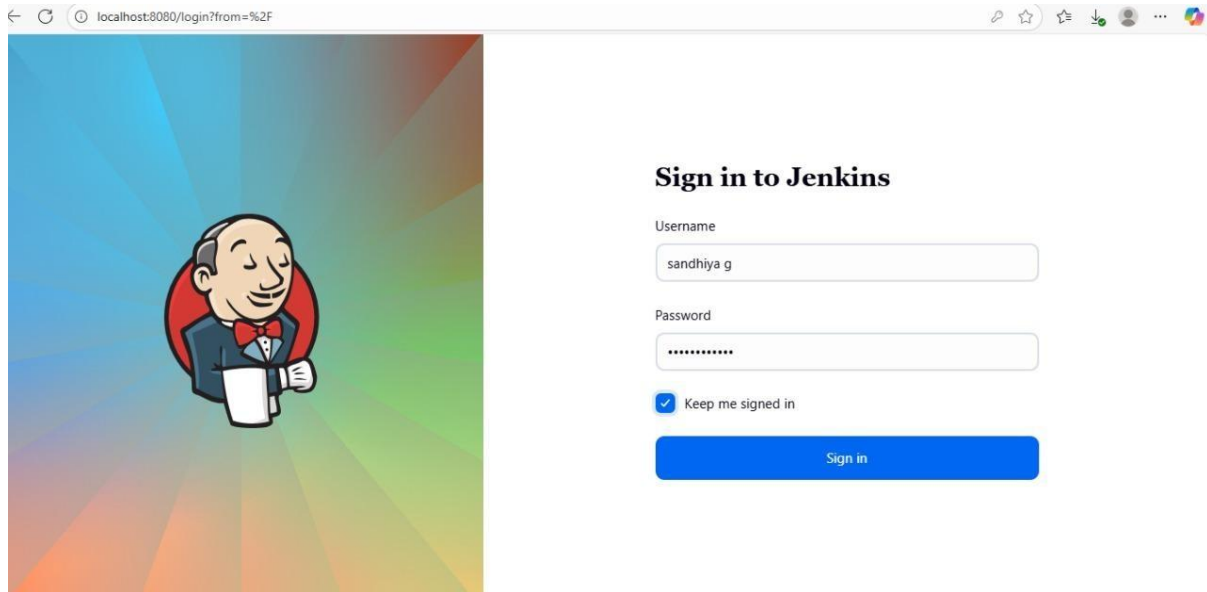 localhost:8080/login?from=%2F
Sign in to Jenkins
Username
sandhiya g
Password
••••••••••••
Keep me signed in
Sign in